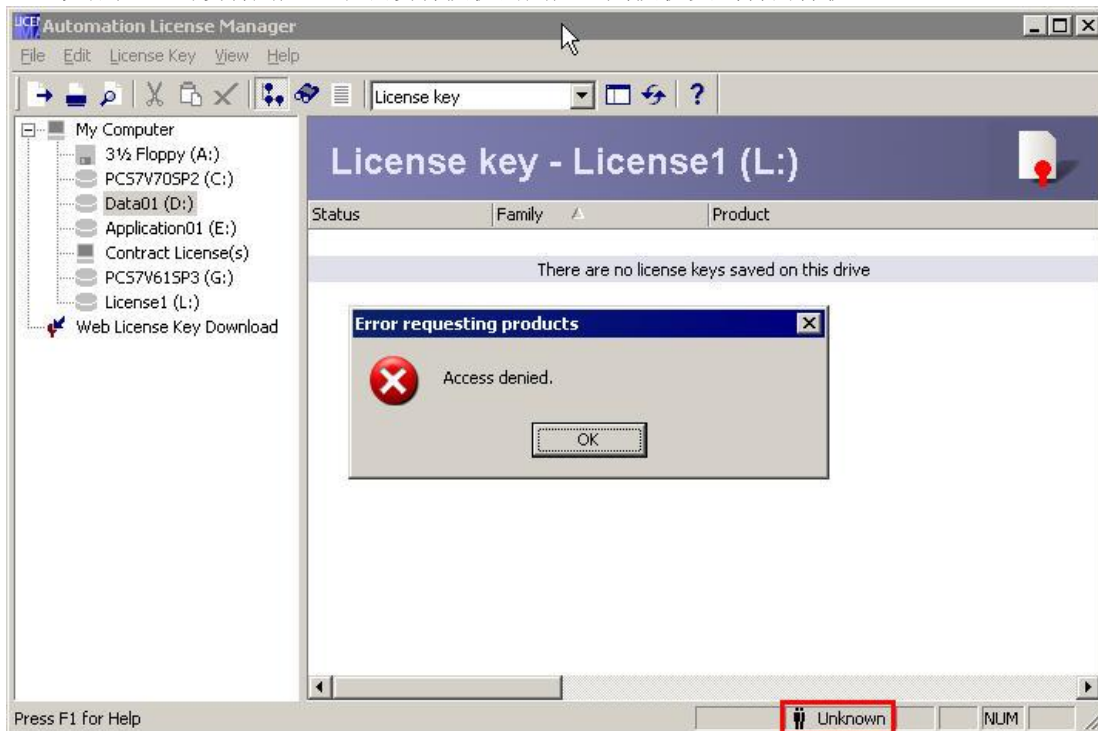 Automation License Manager
File Edit License Key View Help
License key
My Computer
3½ Floppy (A:)
PCS7V70SP2 (C:)
Data01 (D:)
Application01 (E:)
Contract License(s)
PCS7V61SP3 (G:)
License1 (L:)
Web License Key Download
License key - License1 (L:)
Status Family Product
There are no license keys saved on this drive
Error requesting products
Access denied.
OK
Press F1 for Help
Unknown
NUM